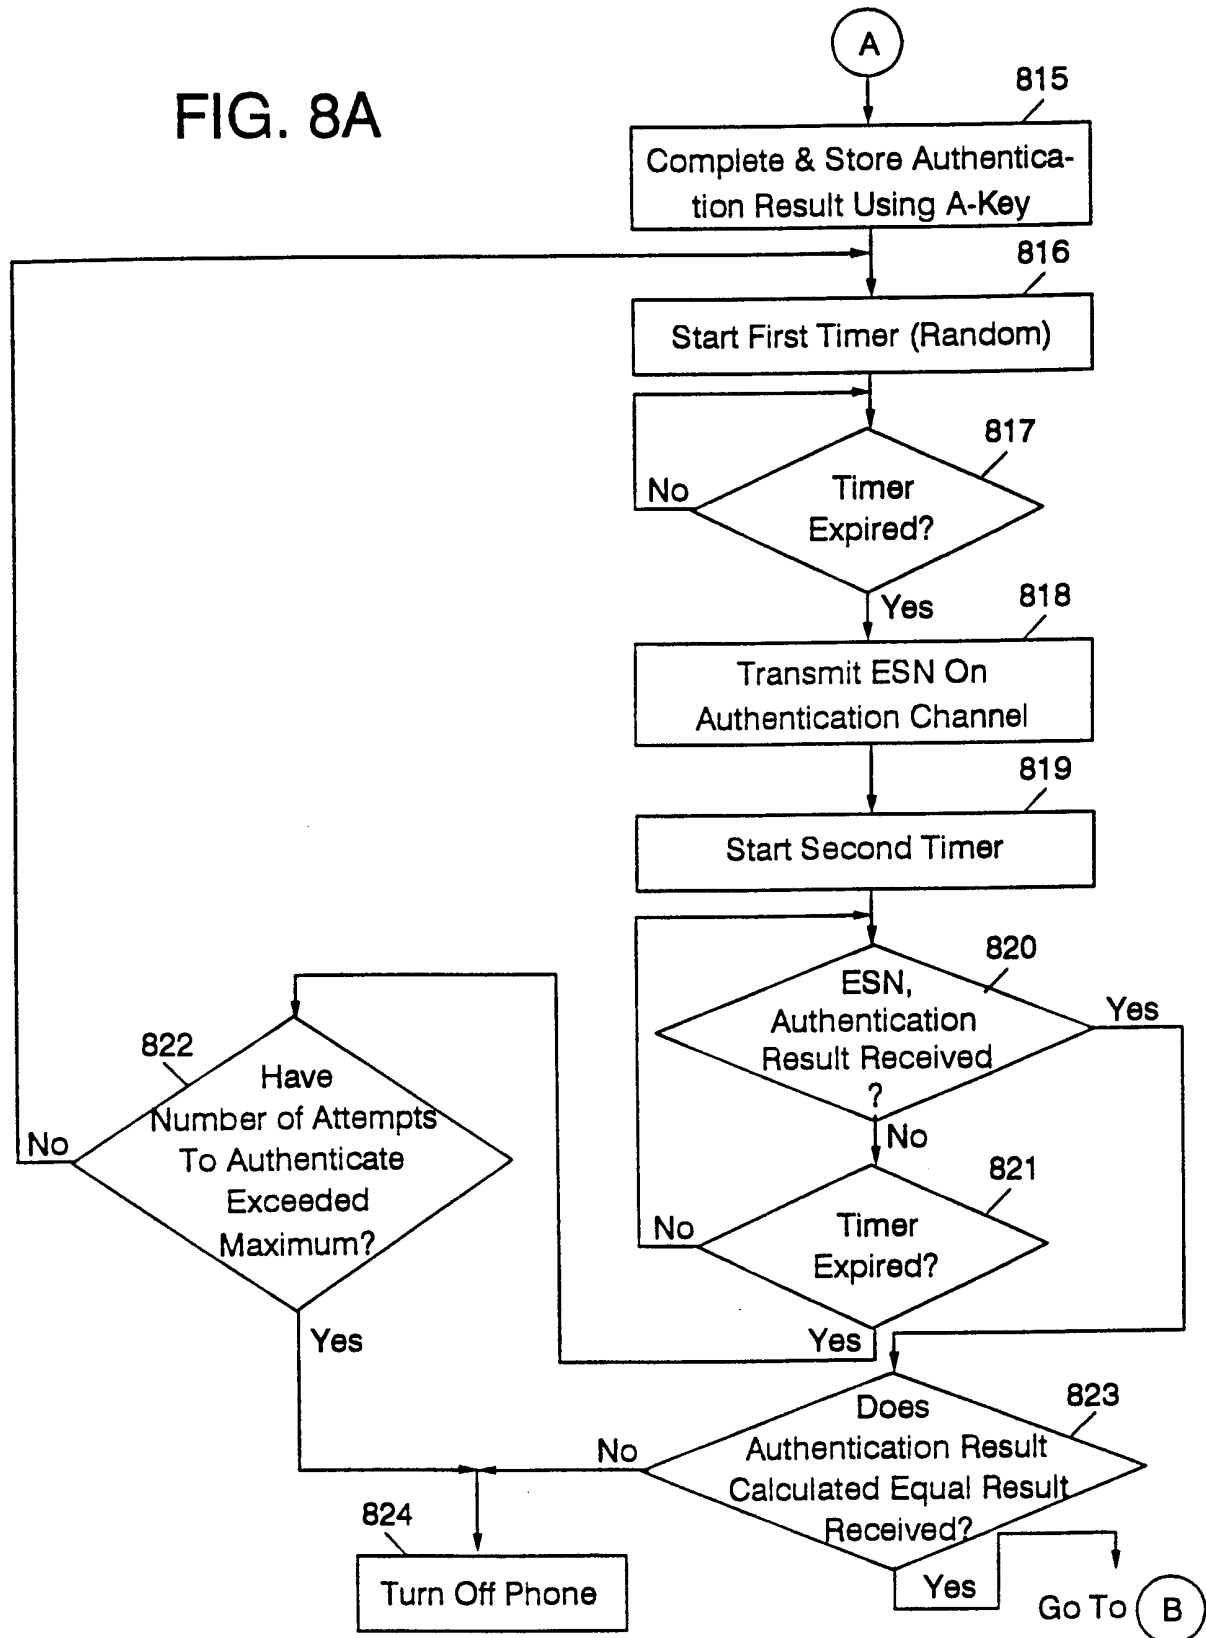 FIG. 8A
A
815
Complete & Store Authentica-
tion Result Using A-Key
816
Start First Timer (Random)
817
Timer
Expired?
No
Yes
818
Transmit ESN On
Authentication Channel
819
Start Second Timer
820
ESN,
Authentication
Result Received
?
Yes
No
821
Timer
Expired?
No
Yes
822
Have
Number of Attempts
To Authenticate
Exceeded
Maximum?
No
Yes
823
Does
Authentication Result
Calculated Equal Result
Received?
No
Yes
824
Turn Off Phone
Go To B